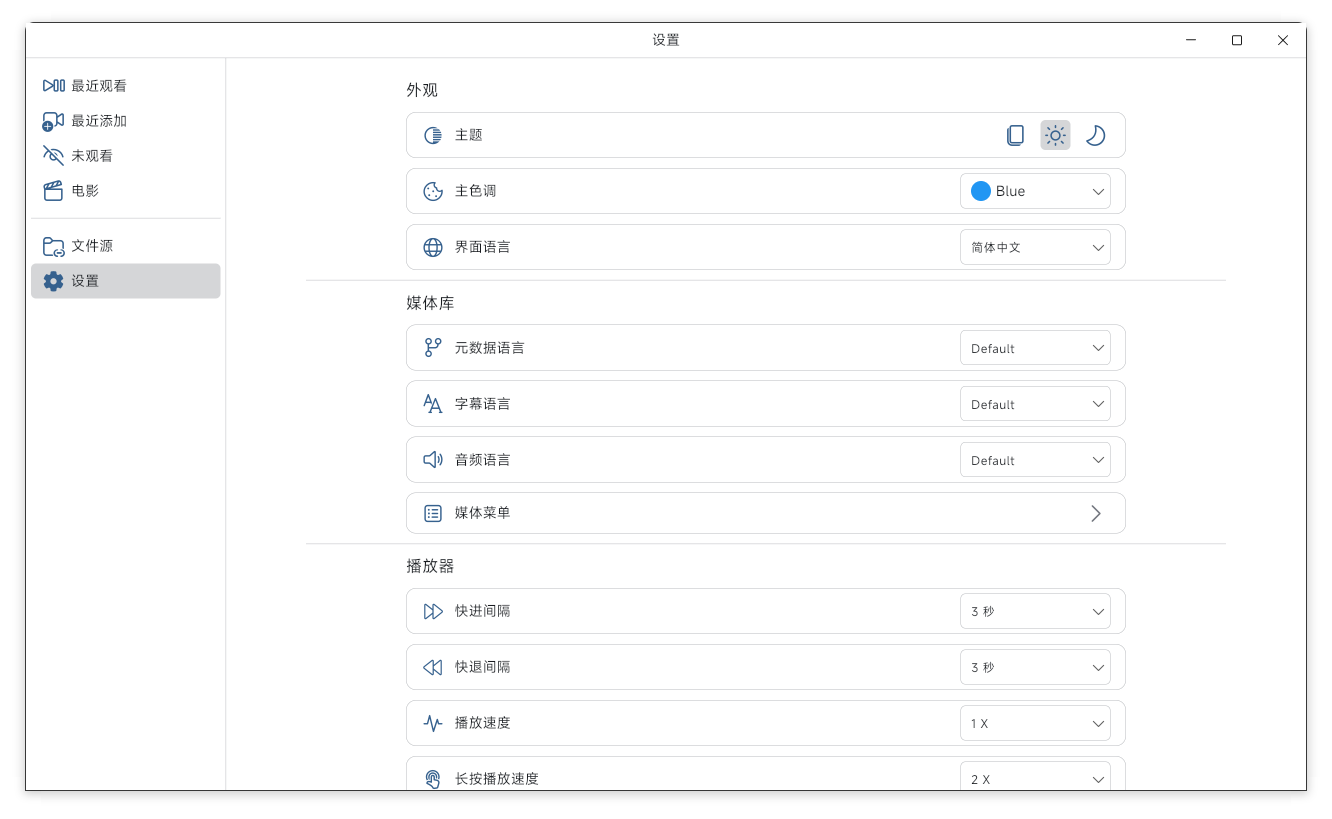 设置
最近观看
最近添加
未观看
电影
文件源
设置
外观
主题
主色调
Blue
界面语言
简体中文
媒体库
元数据语言
Default
字幕语言
Default
音频语言
Default
媒体菜单
播放器
快进间隔
3 秒
快退间隔
3 秒
播放速度
1 X
长按播放速度
2 X